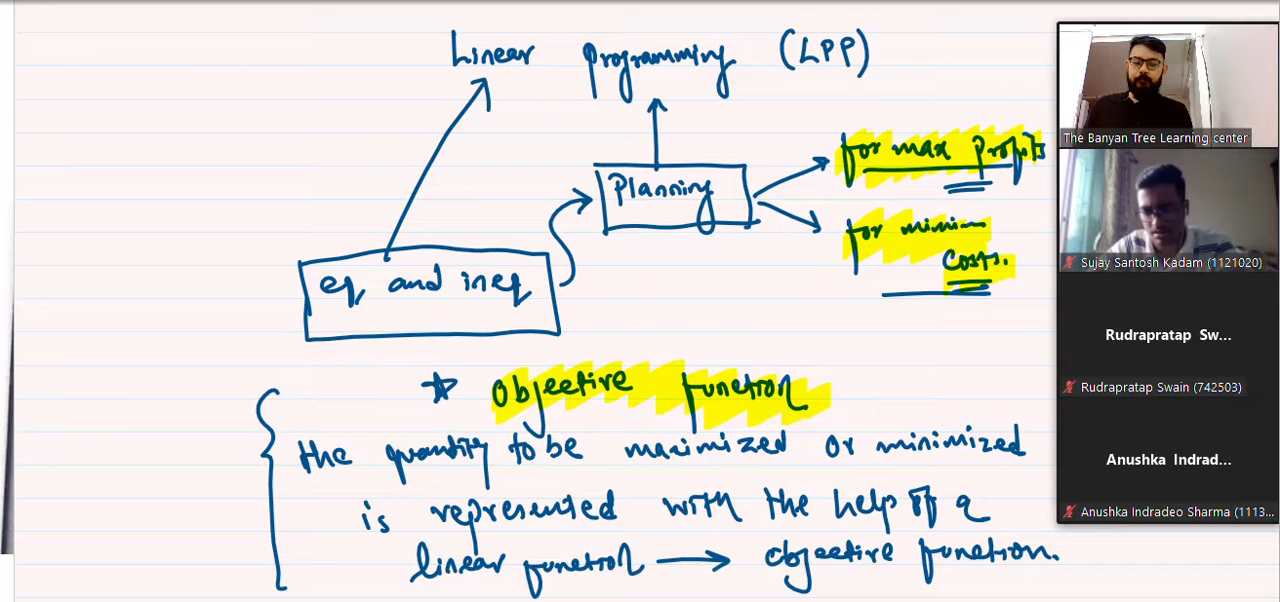 Linear programming (LPP)
for max profits
Planning
for minim
costs.
eq and ineq
objective function
the quantity to be maximized or minimized
is represented with the help of a
linear function → objective function.
The Banyan Tree Learning center
Sujay Santosh Kadam (1121020)
Rudrapratap Sw...
Rudrapratap Swain (742503)
Anushka Indrad...
Anushka Indradeo Sharma (1113...